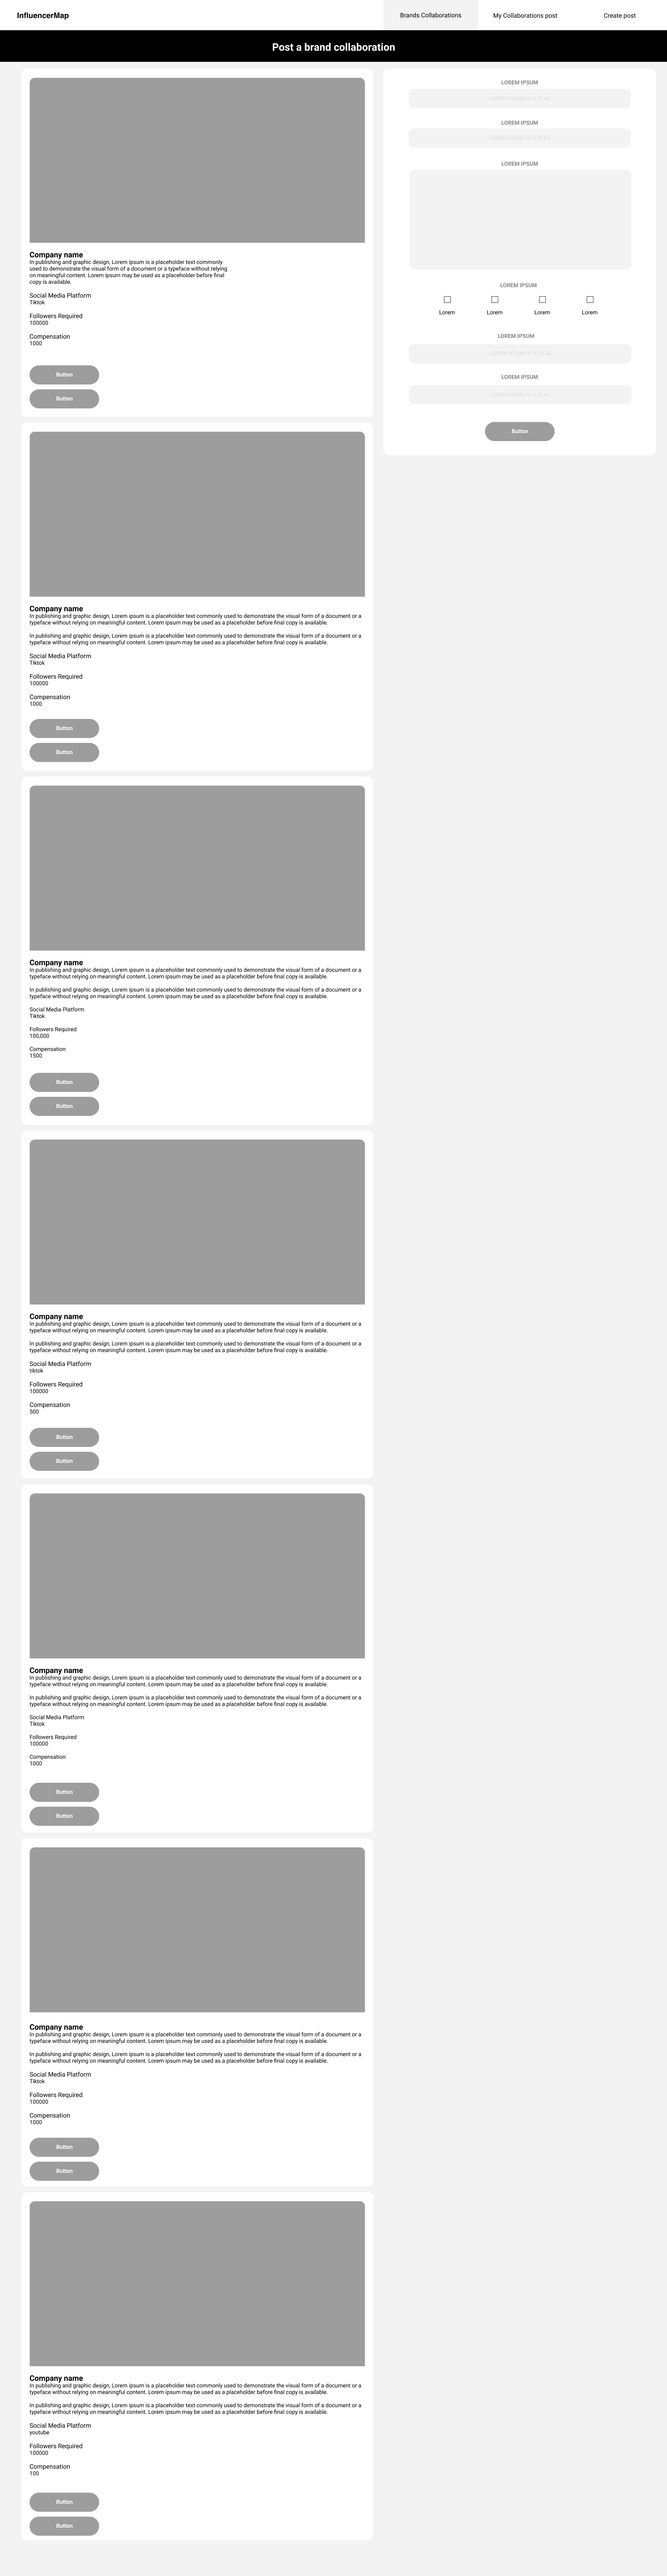 InfluencerMap
Brands Collaborations
My Collaborations post
Create post
Post a brand collaboration
Company name
In publishing and graphic design, Lorem ipsum is a placeholder text commonly
used to demonstrate the visual form of a document or a typeface without relying
on meaningful content. Lorem ipsum may be used as a placeholder before final
copy is available.
Social Media Platform
Tiktok
Followers Required
100000
Compensation
1000
Button
Button
Company name
In publishing and graphic design, Lorem ipsum is a placeholder text commonly used to demonstrate the visual form of a document or a
typeface without relying on meaningful content. Lorem ipsum may be used as a placeholder before final copy is available.
In publishing and graphic design, Lorem ipsum is a placeholder text commonly used to demonstrate the visual form of a document or a
typeface without relying on meaningful content. Lorem ipsum may be used as a placeholder before final copy is available.
Social Media Platform
Tiktok
Followers Required
100000
Compensation
1000
Button
Button
Company name
In publishing and graphic design, Lorem ipsum is a placeholder text commonly used to demonstrate the visual form of a document or a
typeface without relying on meaningful content. Lorem ipsum may be used as a placeholder before final copy is available.
In publishing and graphic design, Lorem ipsum is a placeholder text commonly used to demonstrate the visual form of a document or a
typeface without relying on meaningful content. Lorem ipsum may be used as a placeholder before final copy is available.
Social Media Platform
Tiktok
Followers Required
100,000
Compensation
1500
Button
Button
Company name
In publishing and graphic design, Lorem ipsum is a placeholder text commonly used to demonstrate the visual form of a document or a
typeface without relying on meaningful content. Lorem ipsum may be used as a placeholder before final copy is available.
In publishing and graphic design, Lorem ipsum is a placeholder text commonly used to demonstrate the visual form of a document or a
typeface without relying on meaningful content. Lorem ipsum may be used as a placeholder before final copy is available.
Social Media Platform
tiktok
Followers Required
100000
Compensation
500
Button
Button
Company name
In publishing and graphic design, Lorem ipsum is a placeholder text commonly used to demonstrate the visual form of a document or a
typeface without relying on meaningful content. Lorem ipsum may be used as a placeholder before final copy is available.
In publishing and graphic design, Lorem ipsum is a placeholder text commonly used to demonstrate the visual form of a document or a
typeface without relying on meaningful content. Lorem ipsum may be used as a placeholder before final copy is available.
Social Media Platform
Tiktok
Followers Required
100000
Compensation
1000
Button
Button
Company name
In publishing and graphic design, Lorem ipsum is a placeholder text commonly used to demonstrate the visual form of a document or a
typeface without relying on meaningful content. Lorem ipsum may be used as a placeholder before final copy is available.
In publishing and graphic design, Lorem ipsum is a placeholder text commonly used to demonstrate the visual form of a document or a
typeface without relying on meaningful content. Lorem ipsum may be used as a placeholder before final copy is available.
Social Media Platform
Tiktok
Followers Required
100000
Compensation
1000
Button
Button
Company name
In publishing and graphic design, Lorem ipsum is a placeholder text commonly used to demonstrate the visual form of a document or a
typeface without relying on meaningful content. Lorem ipsum may be used as a placeholder before final copy is available.
In publishing and graphic design, Lorem ipsum is a placeholder text commonly used to demonstrate the visual form of a document or a
typeface without relying on meaningful content. Lorem ipsum may be used as a placeholder before final copy is available.
Social Media Platform
youtube
Followers Required
100000
Compensation
100
Button
Button
LOREM IPSUM
LOREM IPSUM IS A PLAC
LOREM IPSUM
LOREM IPSUM IS A PLAC
LOREM IPSUM
LOREM IPSUM
Lorem
Lorem
Lorem
Lorem
LOREM IPSUM
LOREM IPSUM IS A PLAC
LOREM IPSUM
LOREM IPSUM IS A PLAC
Button